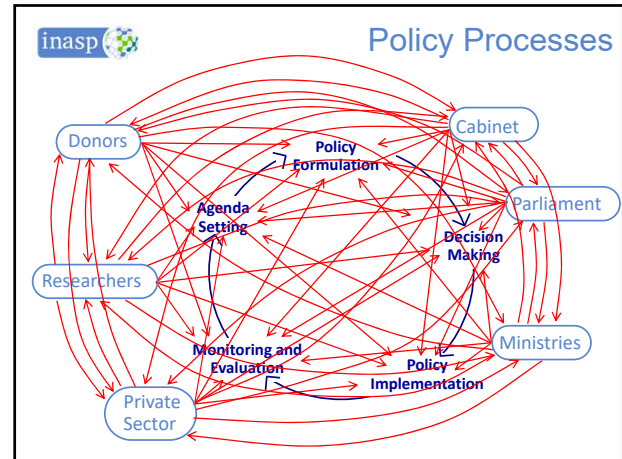 inasp
Policy Processes
Donors
Cabinet
Policy
Formulation
Agenda
Setting
Parliament
Decision
Making
Researchers
Ministries
Monitoring and
Evaluation
Policy
Implementation
Private
Sector